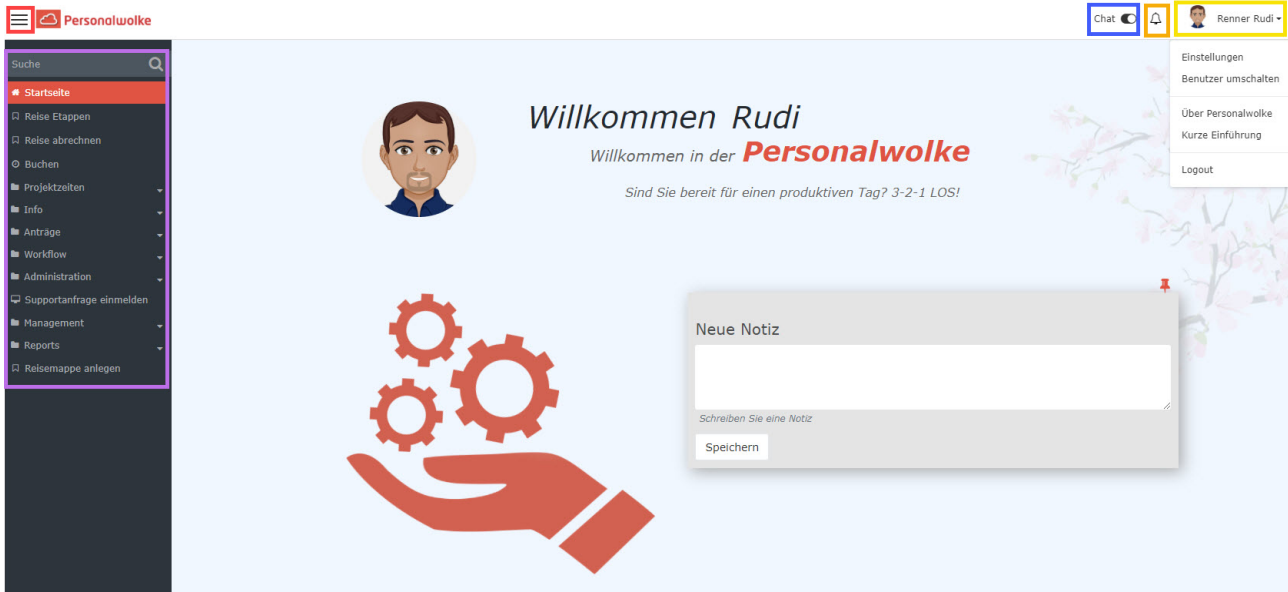 Personalwolke
Chat
Renner Rudi
Suche
Startseite
Reise Etappen
Reise abrechnen
Buchen
Projektzeiten
Info
Anträge
Workflow
Administration
Supportanfrage einmelden
Management
Reports
Reisemappe anlegen
Einstellungen
Benutzer umschalten
Über Personalwolke
Kurze Einführung
Logout
Willkommen Rudi
Willkommen in der Personalwolke
Sind Sie bereit für einen produktiven Tag? 3-2-1 LOS!
Neue Notiz
Schreiben Sie eine Notiz
Speichern